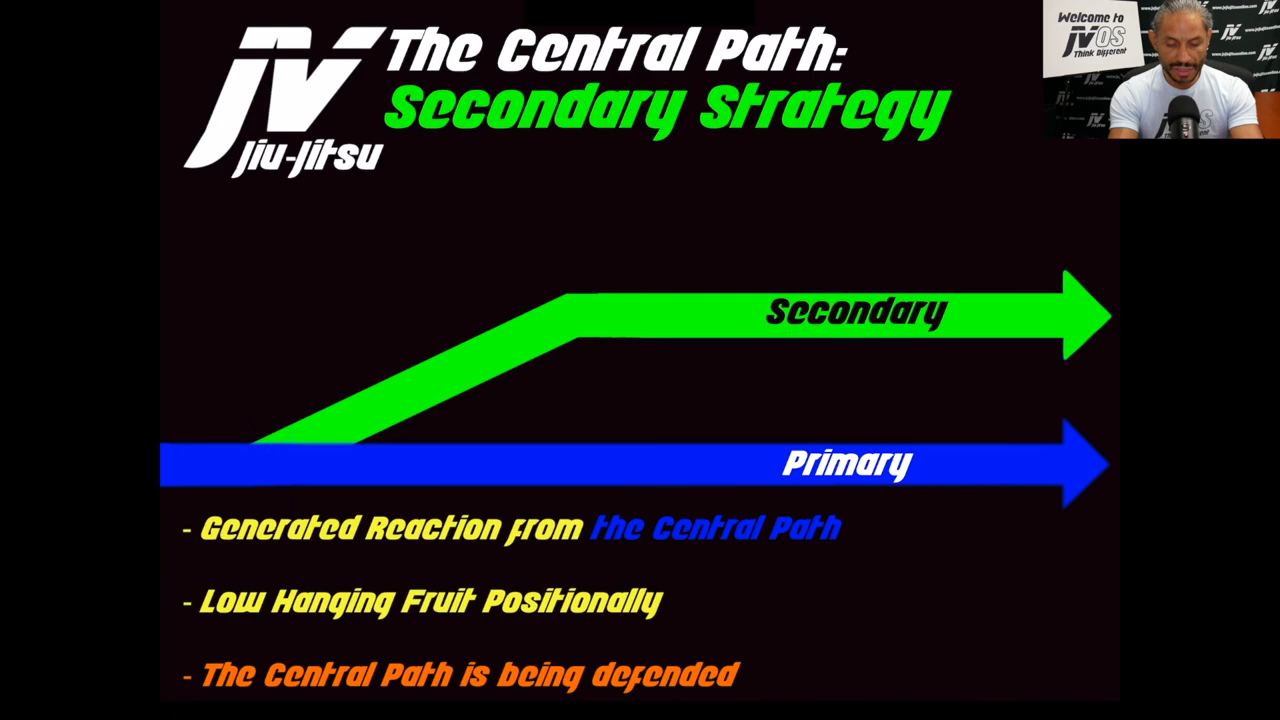 JV
Jiu-Jitsu
The Central Path:
Secondary Strategy
Welcome to
JVOS
Think Different
Secondary
Primary
- Generated Reaction from the Central Path
- Low Hanging Fruit Positionally
- The Central Path is being defended